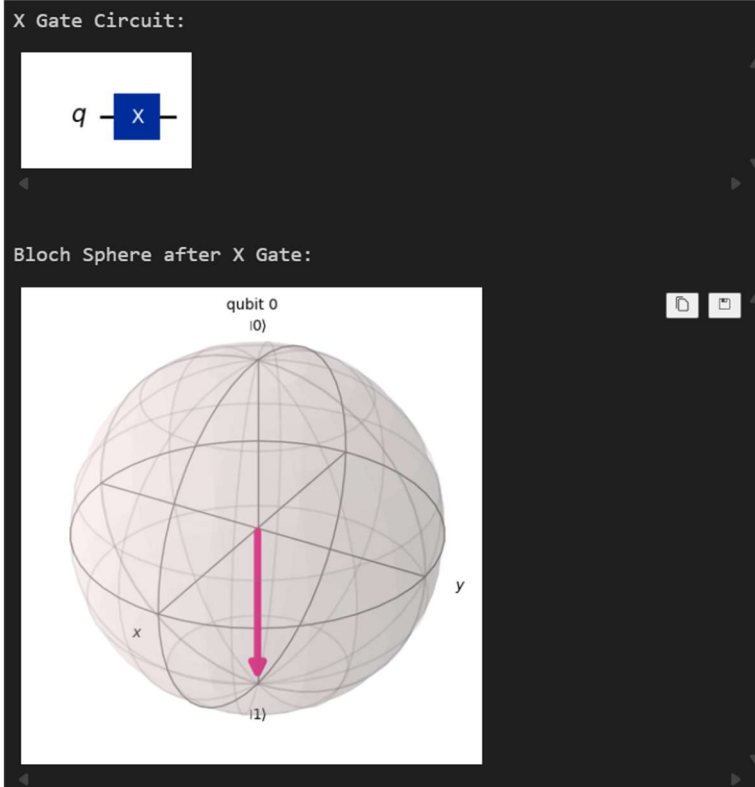 X Gate Circuit:
q X
Bloch Sphere after X Gate:
qubit 0
|0⟩
y
x
|1⟩